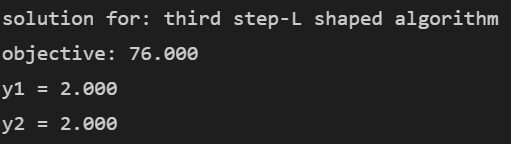 solution for: third step-L shaped algorithm
objective: 76.000
y1 = 2.000
y2 = 2.000